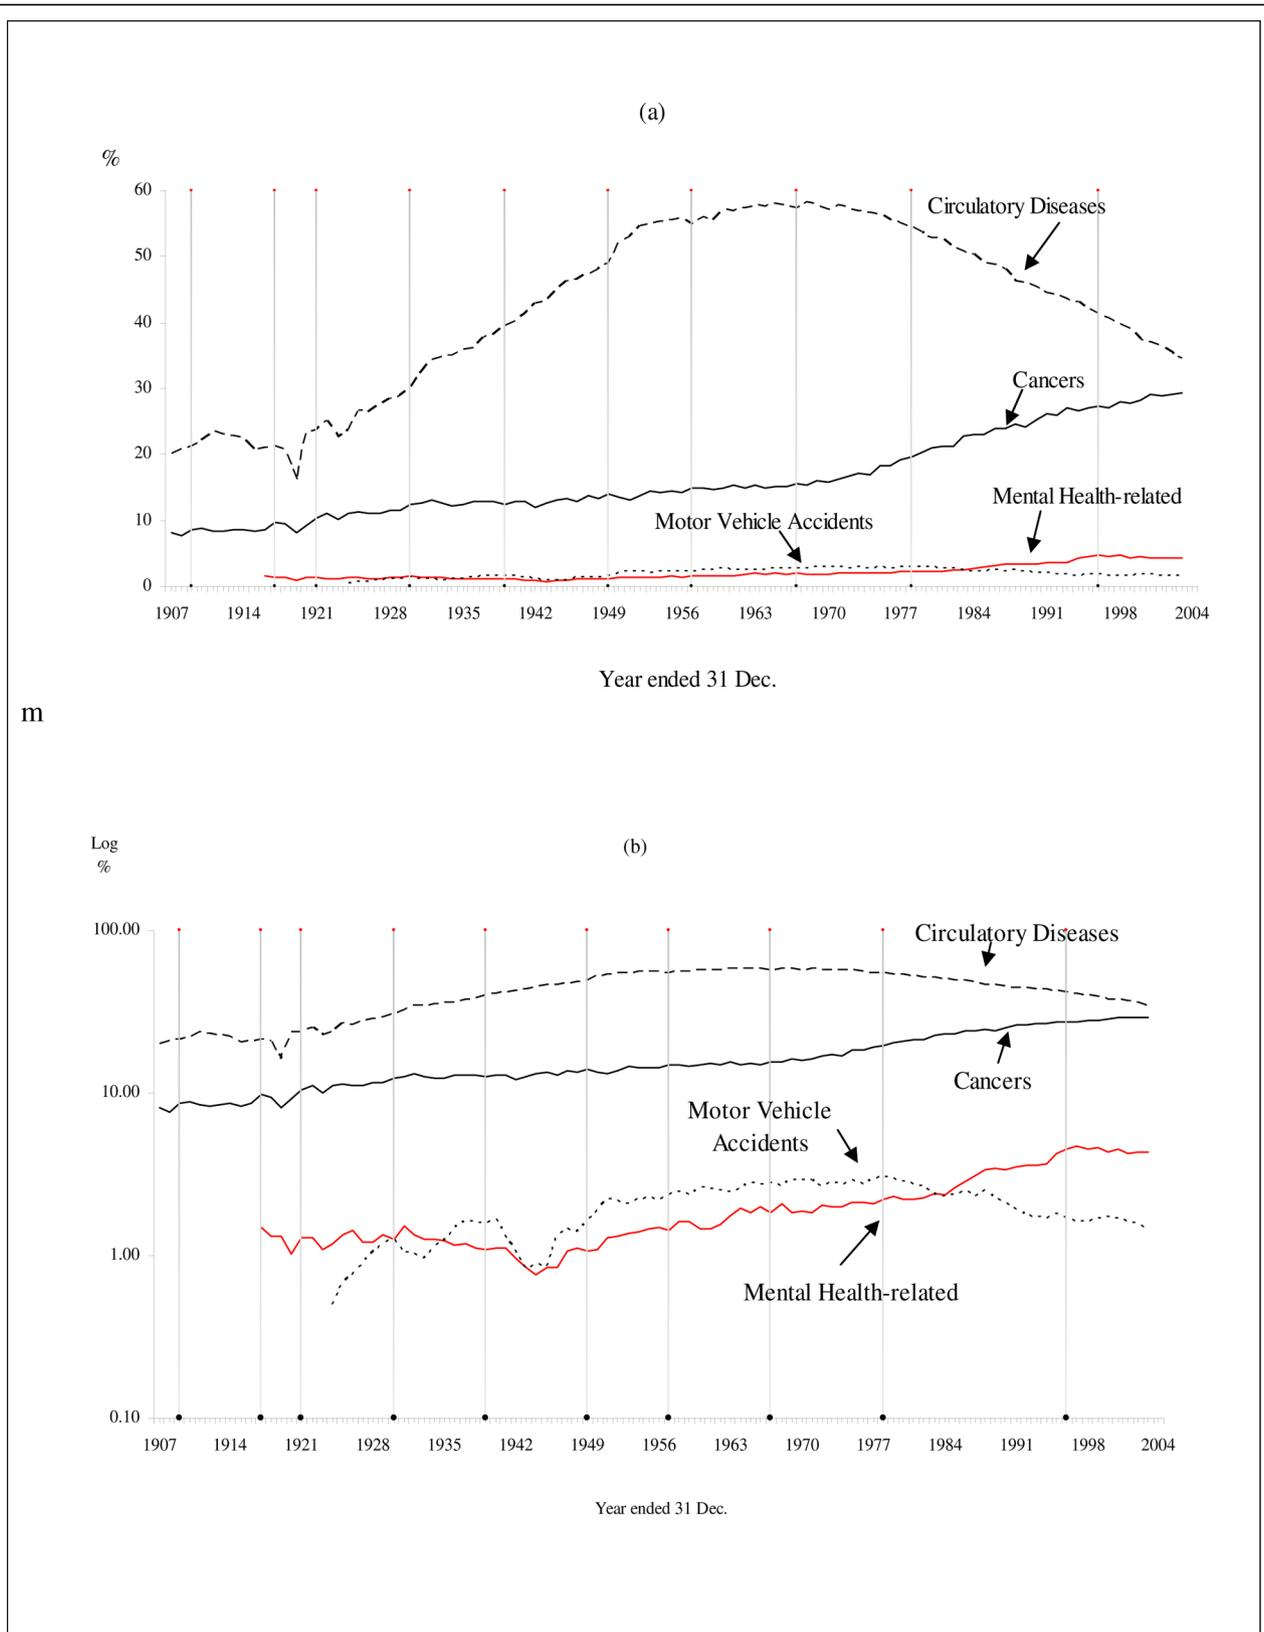 (a)
%
60
50
40
30
20
10
0
Circulatory Diseases
Cancers
Mental Health-related
Motor Vehicle Accidents
1907 1914 1921 1928 1935 1942 1949 1956 1963 1970 1977 1984 1991 1998 2004
Year ended 31 Dec.
m
Log
%
(b)
100.00
10.00
1.00
0.10
Circulatory Diseases
Cancers
Motor Vehicle
Accidents
Mental Health-related
1907 1914 1921 1928 1935 1942 1949 1956 1963 1970 1977 1984 1991 1998 2004
Year ended 31 Dec.